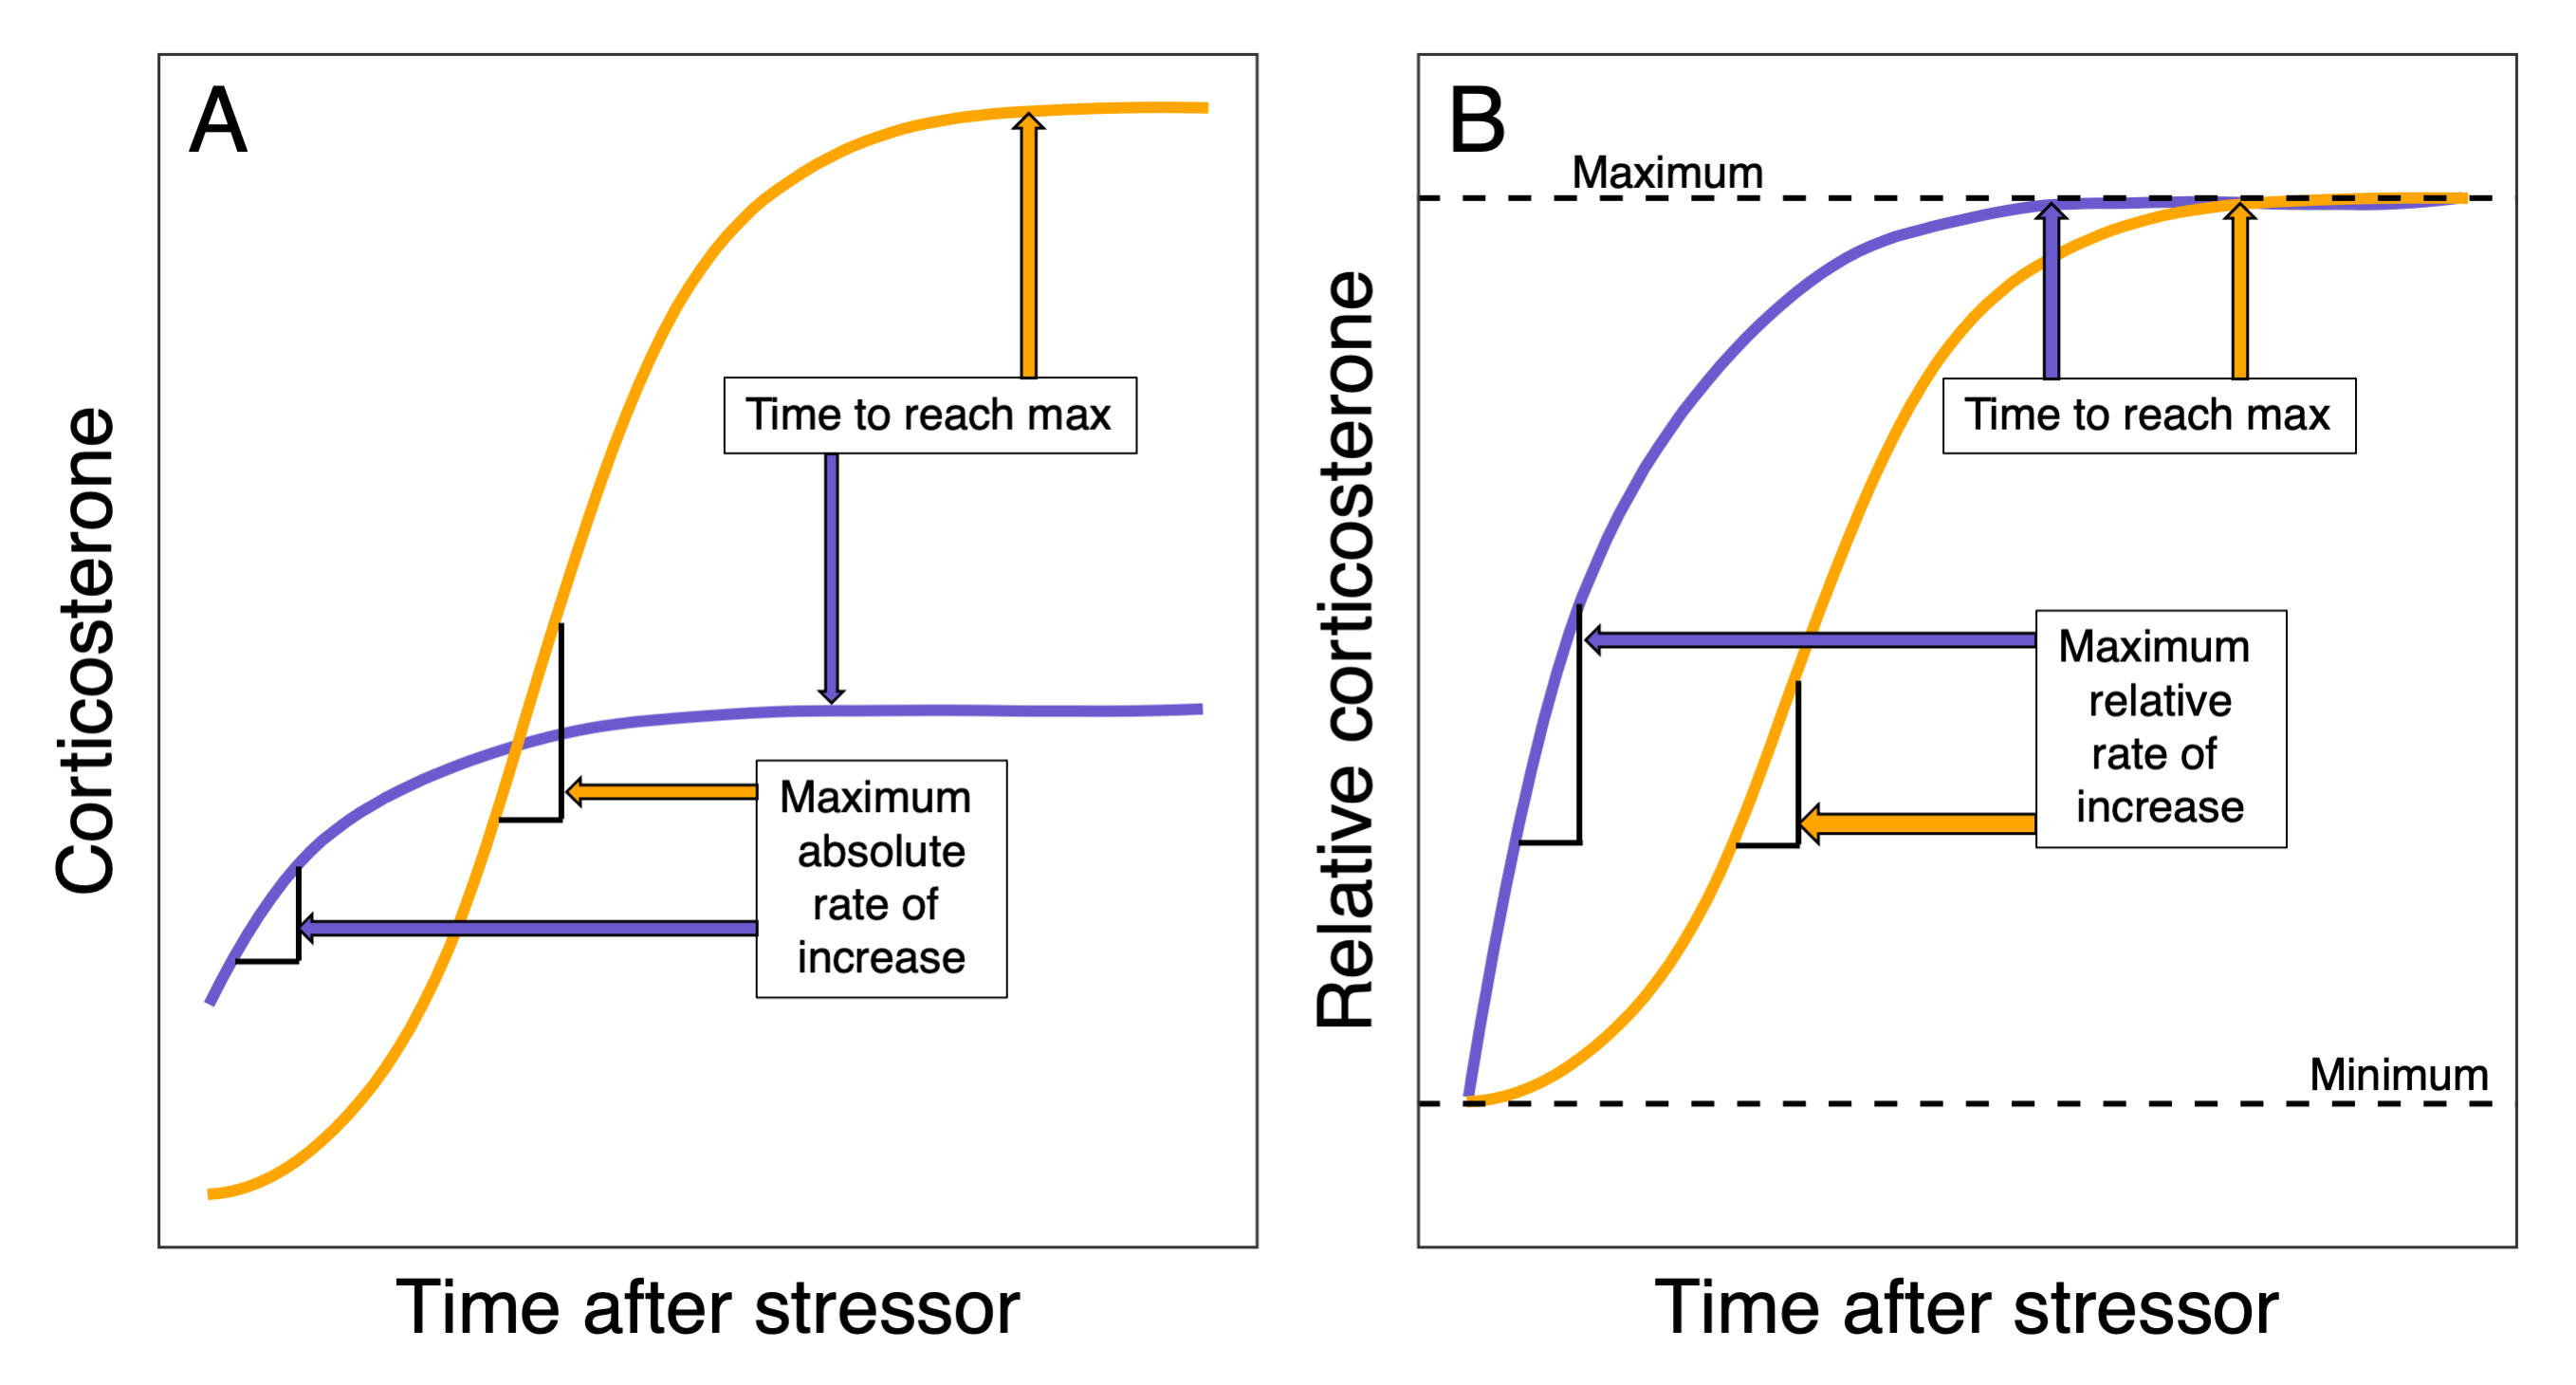 A
Corticosterone
Time to reach max
Maximum
absolute
rate of
increase
Time after stressor
B
Maximum
Relative corticosterone
Time to reach max
Maximum
relative
rate of
increase
Minimum
Time after stressor